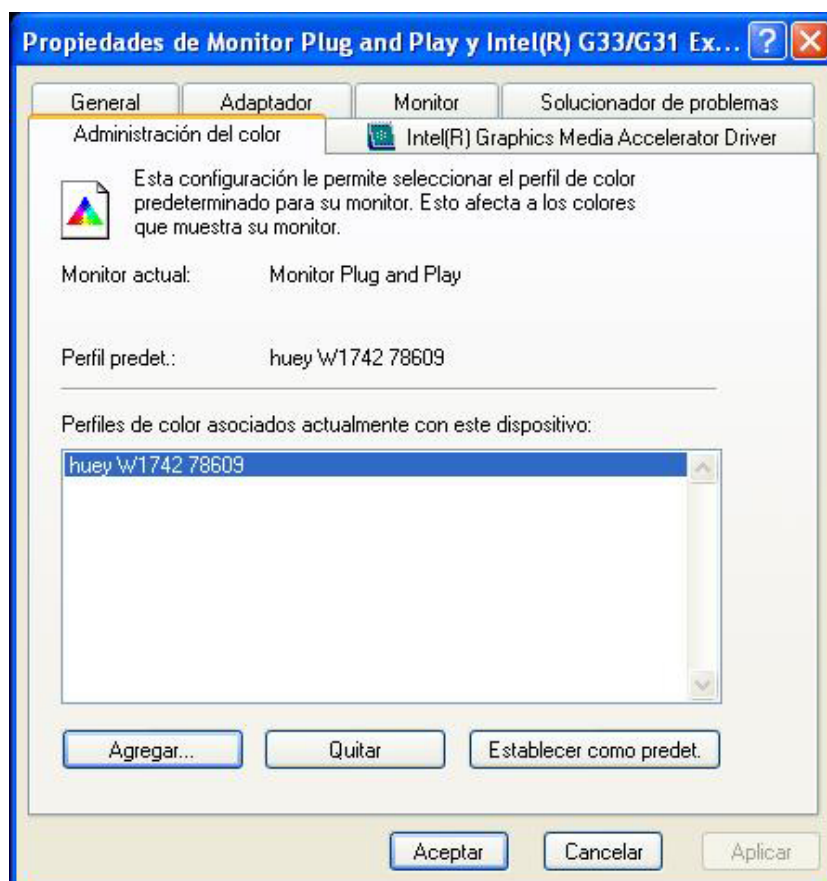 Propiedades de Monitor Plug and Play y Intel(R) G33/G31 Ex...
General
Adaptador
Monitor
Solucionador de problemas
Administración del color
Intel(R) Graphics Media Accelerator Driver
Esta configuración le permite seleccionar el perfil de color
predeterminado para su monitor. Esto afecta a los colores
que muestra su monitor.
Monitor actual: Monitor Plug and Play
Perfil predet.: huey W1742 78609
Perfiles de color asociados actualmente con este dispositivo:
huey W1742 78609
Agregar...
Quitar
Establecer como predet.
Aceptar
Cancelar
Aplicar